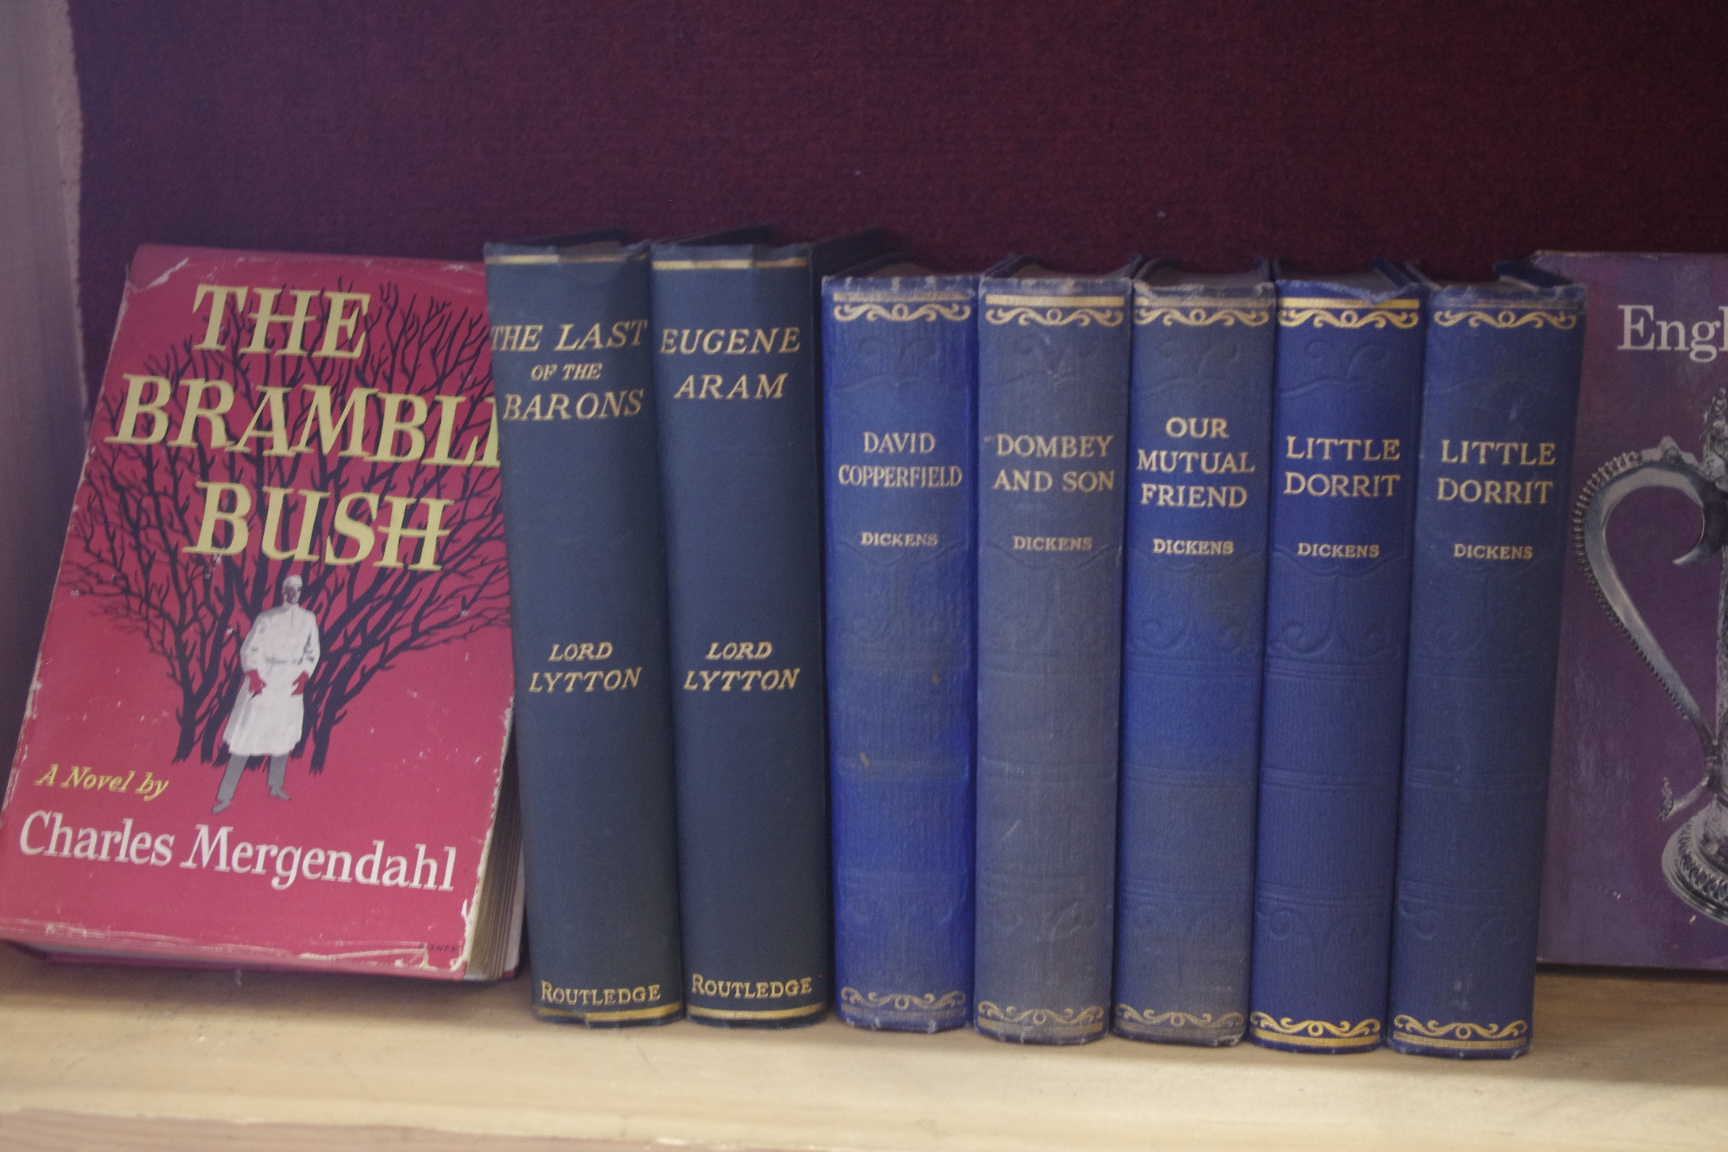 THE
BRAMBLE
BUSH
A Novel by
Charles Mergendahl
THE LAST
OF THE
BARONS
LORD
LYTTON
ROUTLEDGE
EUGENE
ARAM
LORD
LYTTON
ROUTLEDGE
DAVID
COPPERFIELD
DICKENS
DOMBEY
AND SON
DICKENS
OUR
MUTUAL
FRIEND
DICKENS
LITTLE
DORRIT
DICKENS
LITTLE
DORRIT
DICKENS
Engl